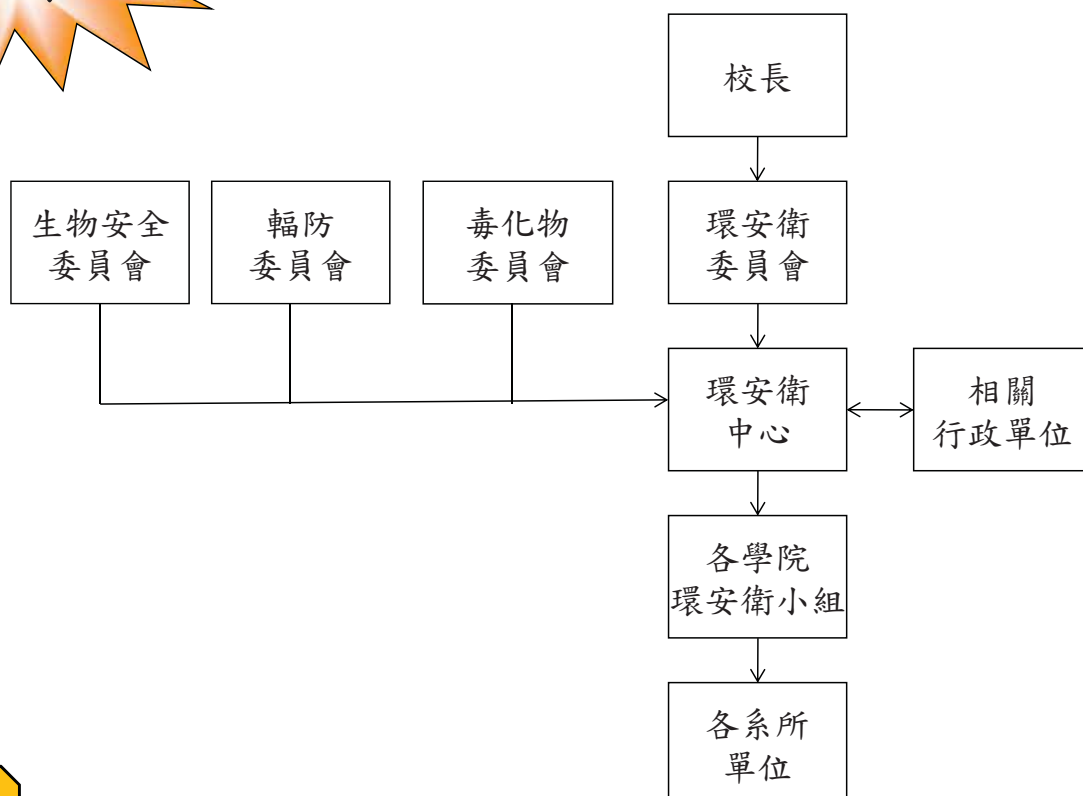 校長
生物安全
委員會
輻防
委員會
毒化物
委員會
環安衛
委員會
環安衛
中心
相關
行政單位
各學院
環安衛小組
各系所
單位